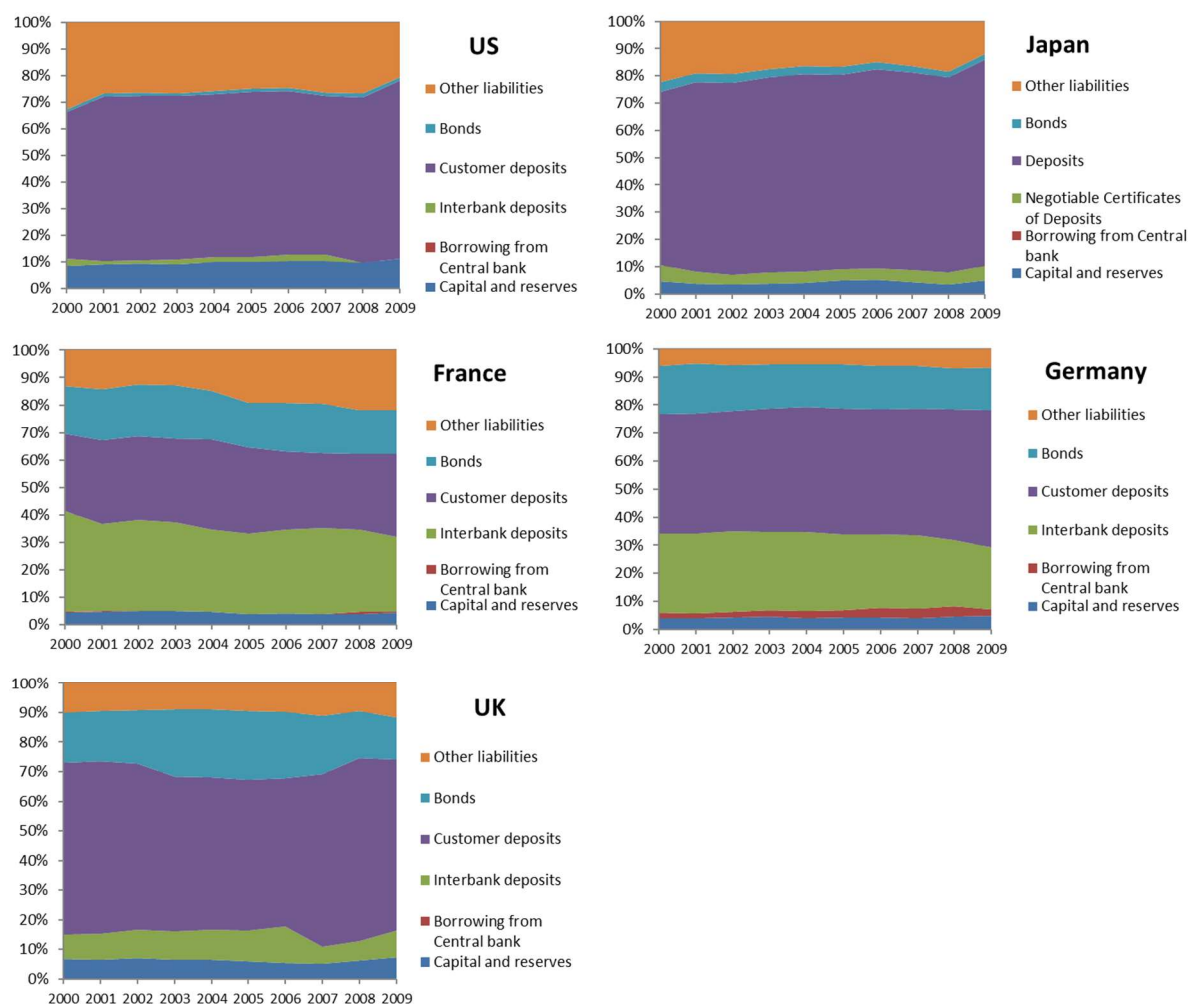 100%
90%
80%
70%
60%
50%
40%
30%
20%
10%
0%
2000 2001 2002 2003 2004 2005 2006 2007 2008 2009
US
Other liabilities
Bonds
Customer deposits
Interbank deposits
Borrowing from
Central bank
Capital and reserves
100%
90%
80%
70%
60%
50%
40%
30%
20%
10%
0%
2000 2001 2002 2003 2004 2005 2006 2007 2008 2009
Japan
Other liabilities
Bonds
Deposits
Negotiable Certificates
of Deposits
Borrowing from Central
bank
Capital and reserves
100%
90%
80%
70%
60%
50%
40%
30%
20%
10%
0%
2000 2001 2002 2003 2004 2005 2006 2007 2008 2009
France
Other liabilities
Bonds
Customer deposits
Interbank deposits
Borrowing from
Central bank
Capital and reserves
100%
90%
80%
70%
60%
50%
40%
30%
20%
10%
0%
2000 2001 2002 2003 2004 2005 2006 2007 2008 2009
Germany
Other liabilities
Bonds
Customer deposits
Interbank deposits
Borrowing from
Central bank
Capital and reserves
100%
90%
80%
70%
60%
50%
40%
30%
20%
10%
0%
2000 2001 2002 2003 2004 2005 2006 2007 2008 2009
UK
Other liabilities
Bonds
Customer deposits
Interbank deposits
Borrowing from
Central bank
Capital and reserves